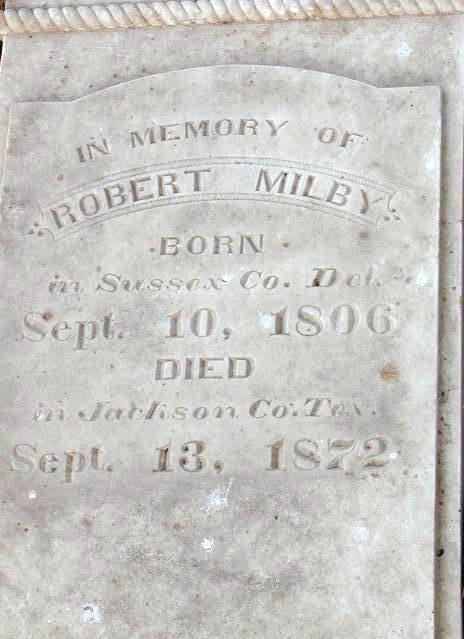 IN MEMORY OF
ROBERT MILBY
BORN
in Sussex Co. Del.
Sept. 10, 1806
DIED
in Jackson Co. Tex.
Sept. 13, 1872